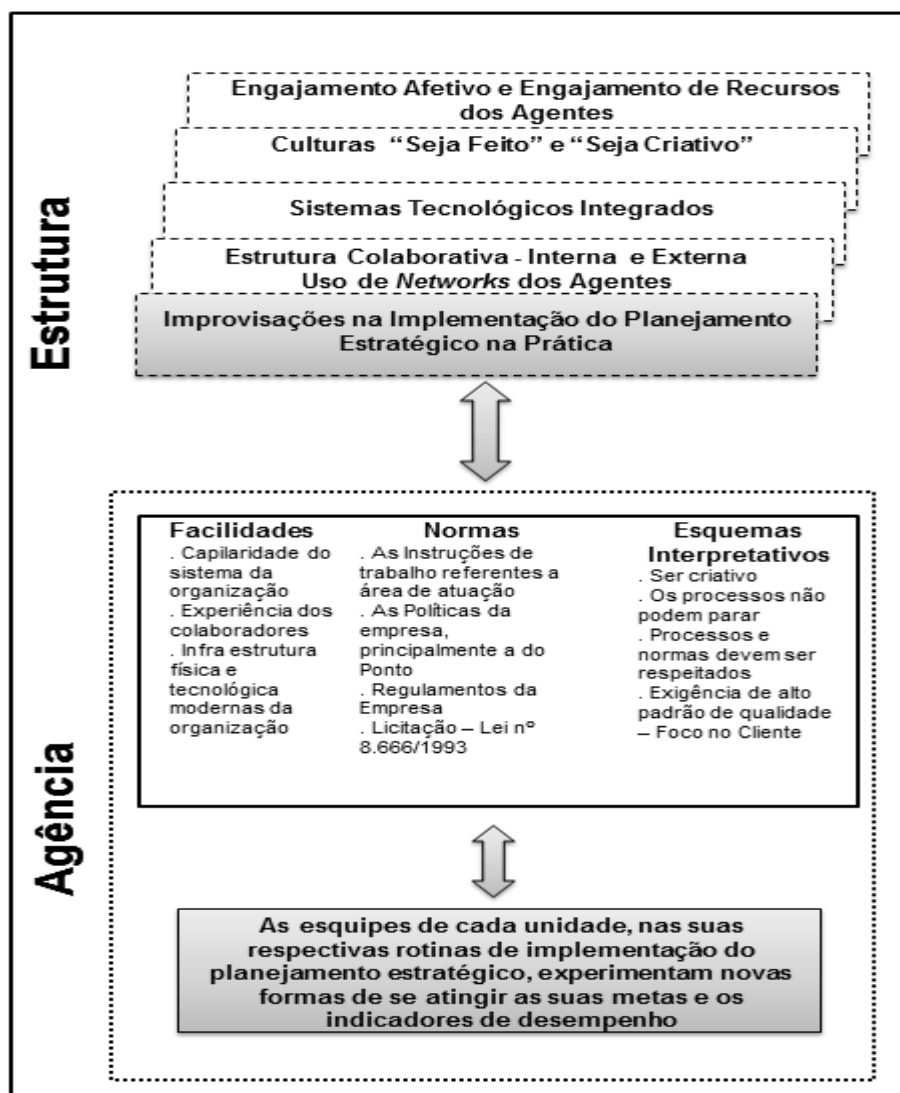 Estrutura
Engajamento Afetivo e Engajamento de Recursos
dos Agentes
Culturas “Seja Feito” e “Seja Criativo”
Sistemas Tecnológicos Integrados
Estrutura Colaborativa - Interna e Externa
Uso de Networks dos Agentes
Improvisações na Implementação do Planejamento
Estratégico na Prática
Agência
Facilidades
. Capilaridade do
sistema da
organização
. Experiência dos
colaboradores
. Infra estrutura
física e
tecnológica
modernas da
organização
Normas
. As Instruções de
trabalho referentes a
área de atuação
. As Políticas da
empresa,
principalmente a do
Ponto
. Regulamentos da
Empresa
. Licitação – Lei nº
8.666/1993
Esquemas
Interpretativos
. Ser criativo
. Os processos não
podem parar
. Processos e
normas devem ser
respeitados
. Exigência de alto
padrão de qualidade
– Foco no Cliente
As esquipes de cada unidade, nas suas
respectivas rotinas de implementação do
planejamento estratégico, experimentam novas
formas de se atingir as suas metas e os
indicadores de desempenho